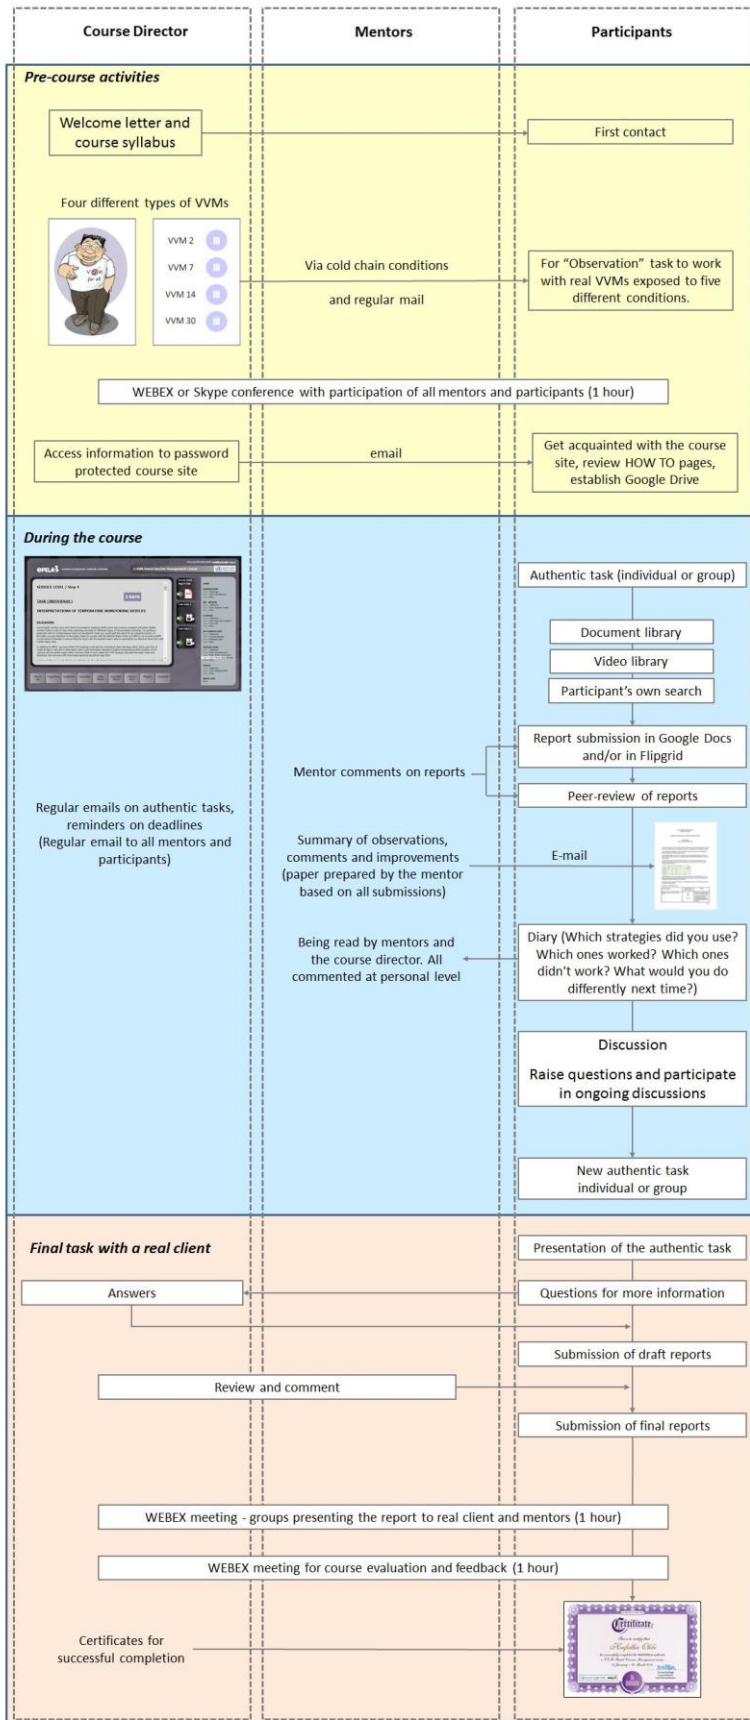 Course Director
Mentors
Participants
Pre-course activities
Welcome letter and
course syllabus
First contact
Four different types of VVMs
VVM 2
VVM 7
VVM 14
VVM 30
Via cold chain conditions
and regular mail
For “Observation” task to work
with real VVMs exposed to five
different conditions.
WEBEX or Skype conference with participation of all mentors and participants (1 hour)
Access information to password
protected course site
email
Get acquainted with the course
site, review HOW TO pages,
establish Google Drive
During the course
Authentic task (individual or group)
Document library
Video library
Participant’s own search
Report submission in Google Docs
and/or in Flipgrid
Mentor comments on reports
Peer-review of reports
Regular emails on authentic tasks,
reminders on deadlines
(Regular email to all mentors and
participants)
Summary of observations,
comments and improvements
(paper prepared by the mentor
based on all submissions)
E-mail
Being read by mentors and
the course director. All
commented at personal level
Diary (Which strategies did you use?
Which ones worked? Which ones
didn't work? What would you do
differently next time?)
Discussion
Raise questions and participate
in ongoing discussions
New authentic task
individual or group
Final task with a real client
Presentation of the authentic task
Answers
Questions for more information
Submission of draft reports
Review and comment
Submission of final reports
WEBEX meeting - groups presenting the report to real client and mentors (1 hour)
WEBEX meeting for course evaluation and feedback (1 hour)
Certificates for
successful completion
Certificate